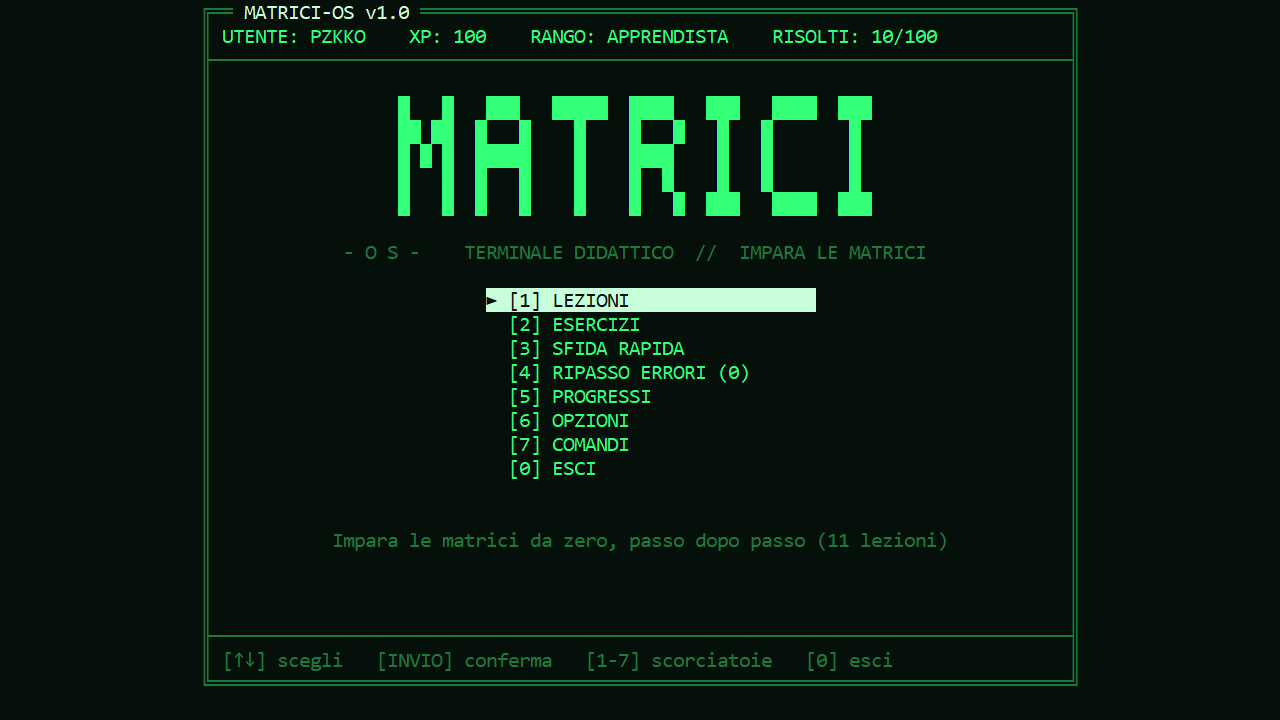 MATRICI-OS v1.0
UTENTE: PZKKO    XP: 100    RANGO: APPRENDISTA    RISOLTI: 10/100
MATRICI
- O S -    TERMINALE DIDATTICO  //  IMPARA LE MATRICI
► [1] LEZIONI
[2] ESERCIZI
[3] SFIDA RAPIDA
[4] RIPASSO ERRORI (0)
[5] PROGRESSI
[6] OPZIONI
[7] COMANDI
[0] ESCI
Impara le matrici da zero, passo dopo passo (11 lezioni)
[↑↓] scegli   [INVIO] conferma   [1-7] scorciatoie   [0] esci